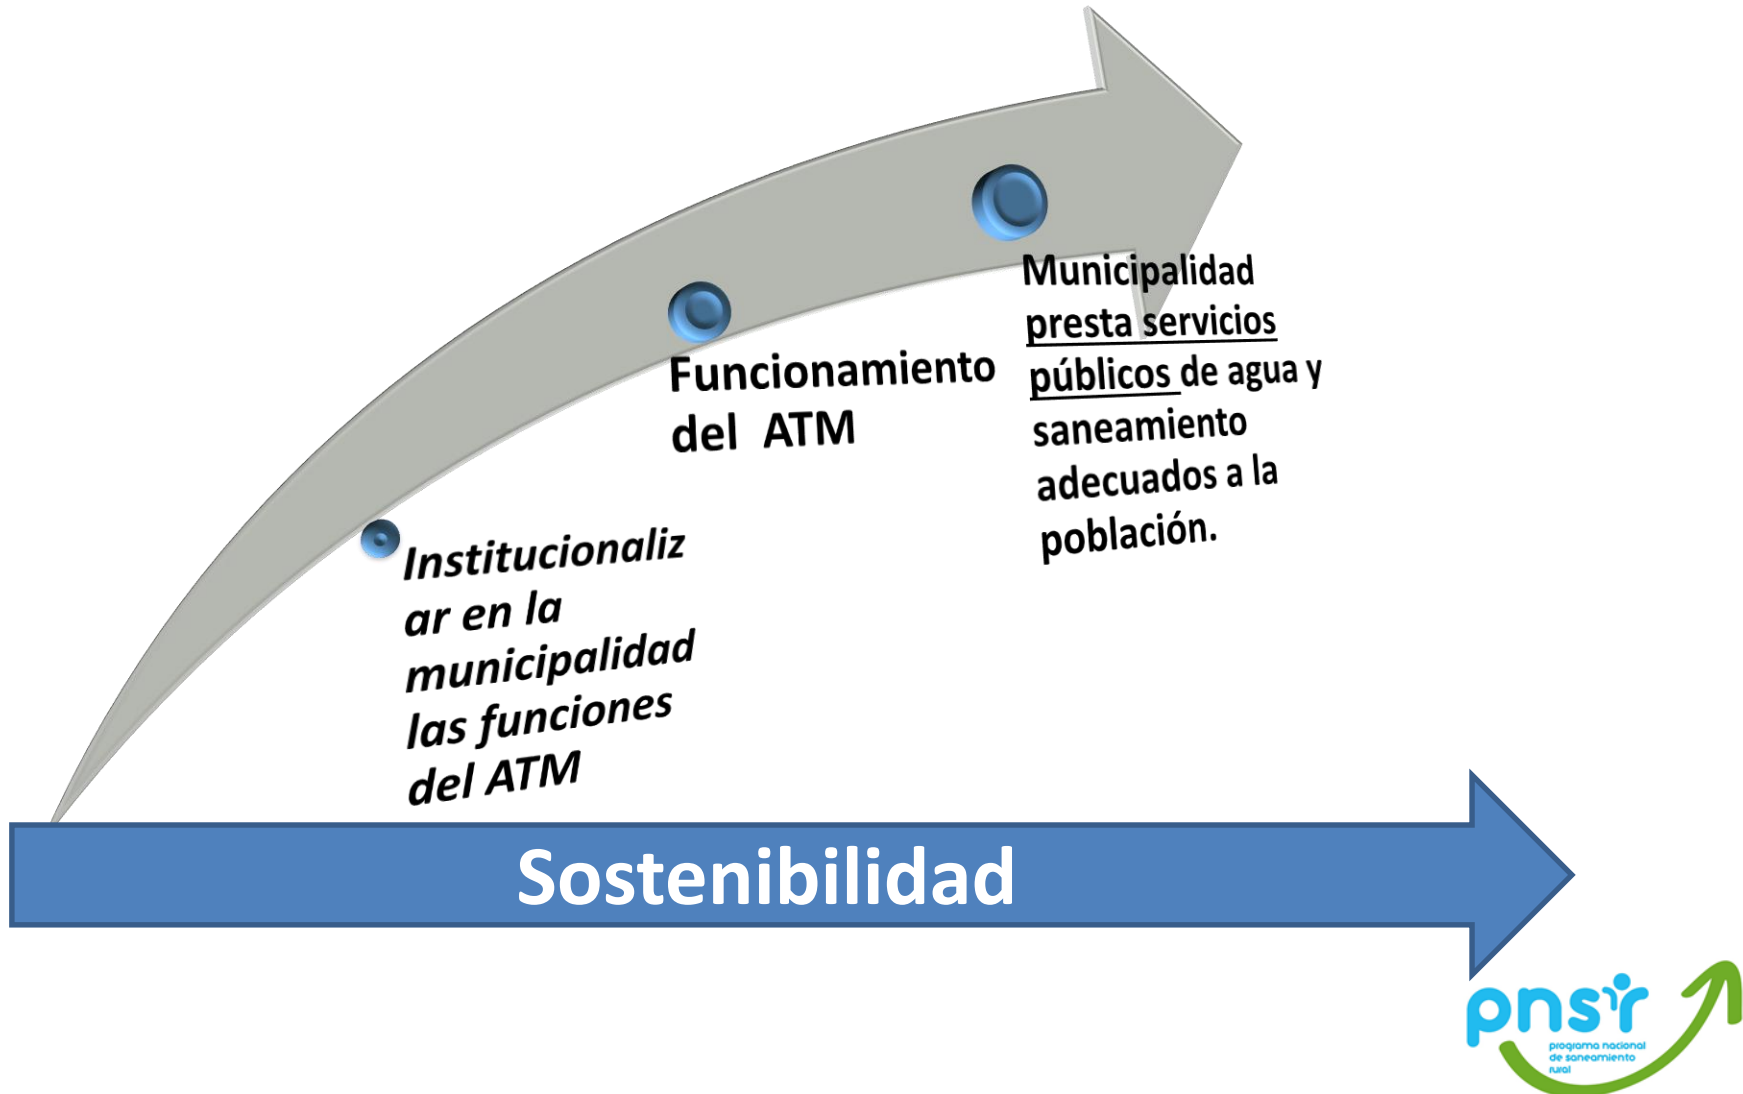 Municipalidad
presta servicios
públicos de agua y
saneamiento
adecuados a la
población.
Funcionamiento
del ATM
Institucionaliz
ar en la
municipalidad
las funciones
del ATM
Sostenibilidad
pnsr
programa nacional
de saneamiento
rural